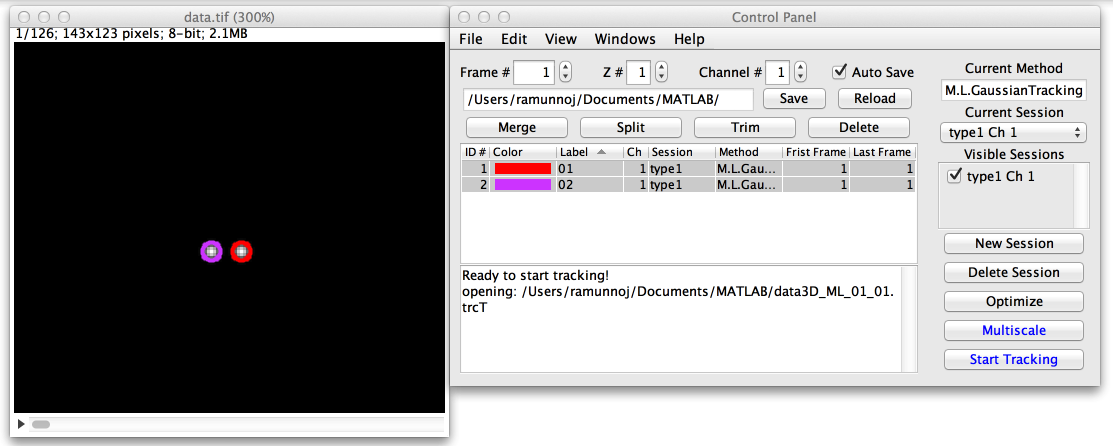 data.tif (300%)
1/126; 143x123 pixels; 8-bit; 2.1MB
Control Panel
File Edit View Windows Help
Frame # 1 Z # 1 Channel # 1 Auto Save
/Users/ramunnoj/Documents/MATLAB/ Save Reload
Merge Split Trim Delete
ID # Color Label Ch Session Method Frist Frame Last Frame
1 01 1 type1 M.L.Gau... 1 1
2 02 1 type1 M.L.Gau... 1 1
Ready to start tracking!
opening: /Users/ramunnoj/Documents/MATLAB/data3D_ML_01_01.
trcT
Current Method
M.L.GaussianTracking
Current Session
type1 Ch 1
Visible Sessions
type1 Ch 1
New Session
Delete Session
Optimize
Multiscale
Start Tracking